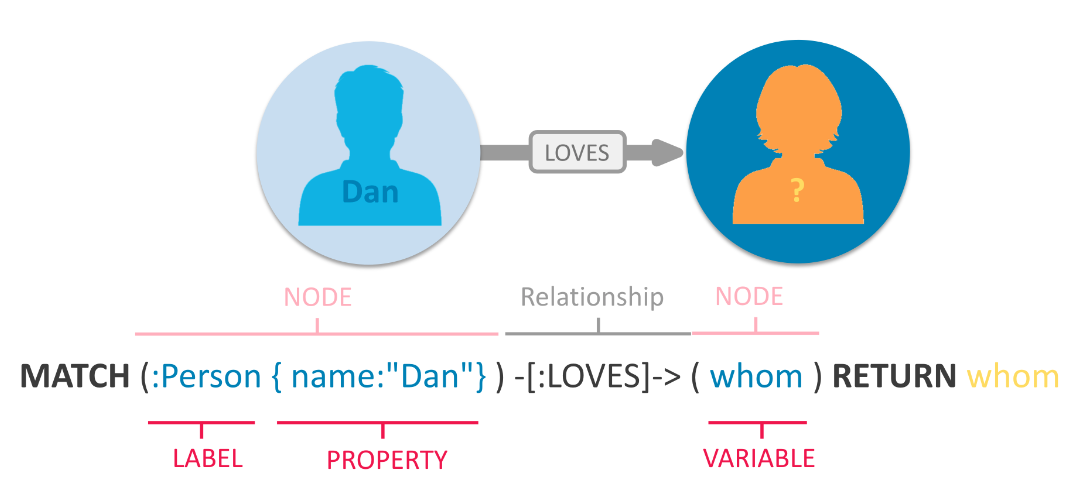 LOVES
Dan
?
NODE Relationship NODE
MATCH (:Person { name:"Dan"} ) -[:LOVES]-> ( whom ) RETURN whom
LABEL PROPERTY VARIABLE